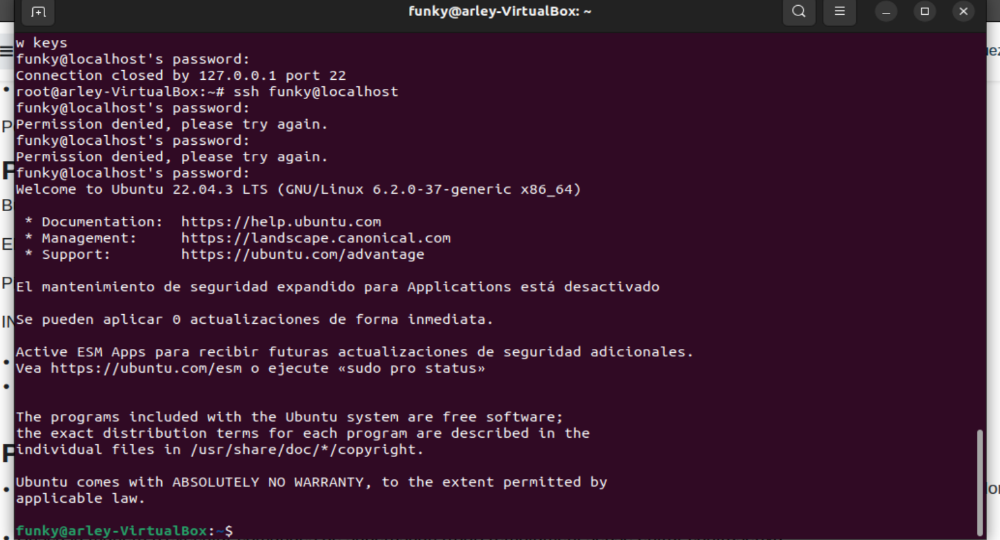 funky@arley-VirtualBox: ~
w keys
funky@localhost's password:
Connection closed by 127.0.0.1 port 22
root@arley-VirtualBox:~# ssh funky@localhost
funky@localhost's password:
Permission denied, please try again.
funky@localhost's password:
Permission denied, please try again.
funky@localhost's password:
Welcome to Ubuntu 22.04.3 LTS (GNU/Linux 6.2.0-37-generic x86_64)
* Documentation: https://help.ubuntu.com
* Management: https://landscape.canonical.com
* Support: https://ubuntu.com/advantage
El mantenimiento de seguridad expandido para Applications está desactivado
Se pueden aplicar 0 actualizaciones de forma inmediata.
Active ESM Apps para recibir futuras actualizaciones de seguridad adicionales.
Vea https://ubuntu.com/esm o ejecute «sudo pro status»
The programs included with the Ubuntu system are free software;
the exact distribution terms for each program are described in the
individual files in /usr/share/doc/*/copyright.
Ubuntu comes with ABSOLUTELY NO WARRANTY, to the extent permitted by
applicable law.
funky@arley-VirtualBox:~$